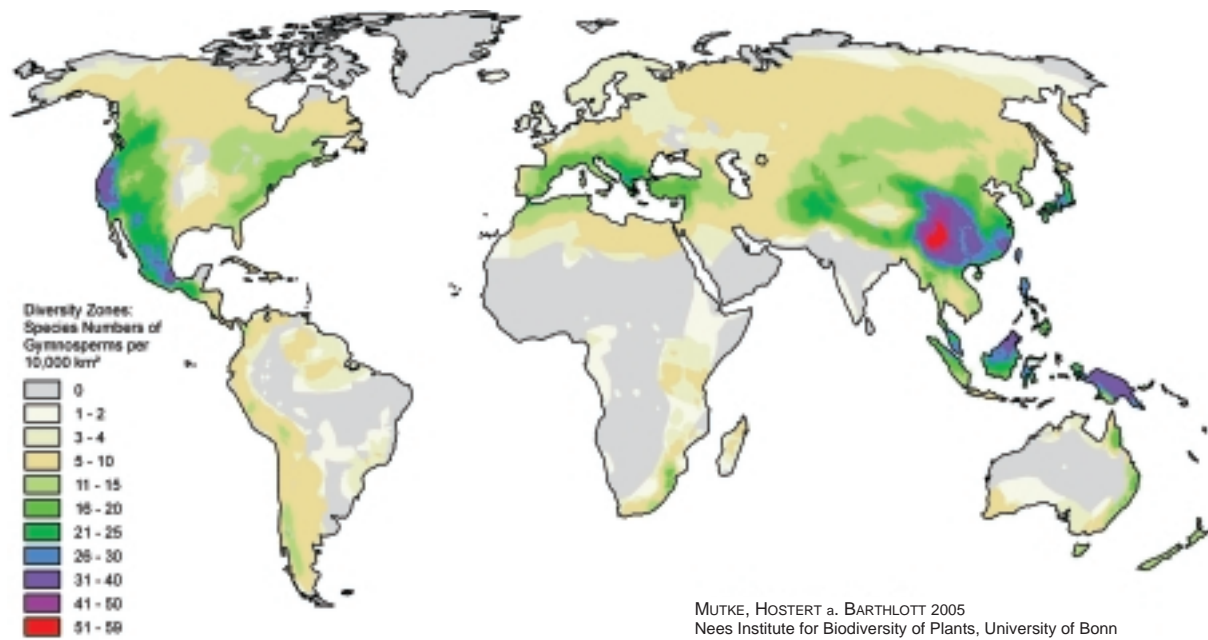 Diversity Zones:
Species Numbers of
Gymnosperms per
10,000 km²
0
1 - 2
3 - 4
5 - 10
11 - 15
16 - 20
21 - 25
26 - 30
31 - 40
41 - 50
51 - 59
MUTKE, HOSTERT a. BARTHLOTT 2005
Nees Institute for Biodiversity of Plants, University of Bonn